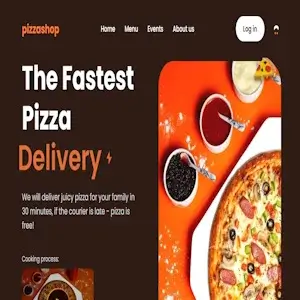 pizzashop
Home Menu Events About us
Log in
The Fastest
Pizza
Delivery
We will deliver juicy pizza for your family in
30 minutes, if the courier is late - pizza is
free!
Cooking process: